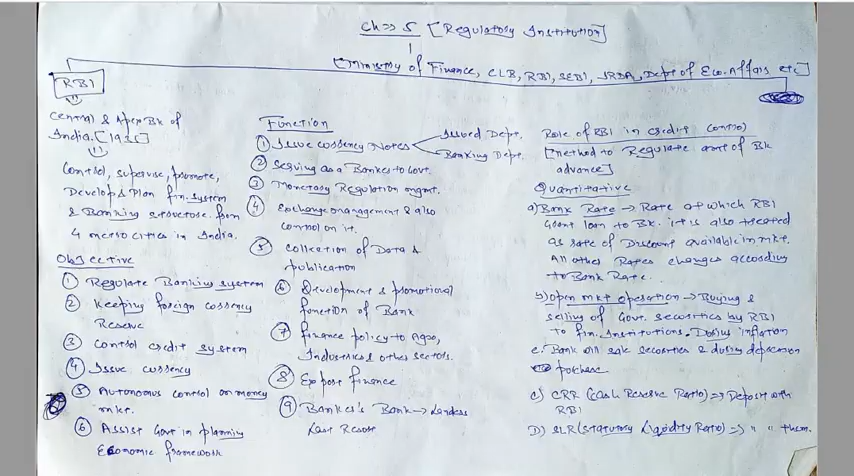 Ch => 5 [Regulatory Institution]
[Ministry of Finance, CLB, RBI, SEBI, IRDA, Dept of Eco. Affairs etc]
RBI
Central & Apex Bk of
India. [1935]
Control, supervise, promote,
Develop & Plan fin. system
& Banking structure. from
4 metro cities in India.
Objective
① Regulate Banking system
② Keeping foreign currency
Reserve
③ Control credit system
④ Issue currency
⑤ Autonomous control on money
mkt.
⑥ Assist Govt in planning
Economic framework
Function
① Issue currency Notes
Issued Dept.
Banking Dept.
② Serving as a Banker to Govt.
③ Monetary Regulation mgmt.
④ Exchange management & also
control on it.
⑤ Collection of Data &
publication
⑥ Development & promotional
function of Bank
⑦ finance policy to Agro,
Industries & other sectors.
⑧ Expose finance
⑨ Banker's Bank → Lenders
Last Resort
Role of RBI in credit control
[method to Regulate amt of Bk
advance]
Quantitative
a) Bank Rate → Rate at which RBI
Grant loan to Bk. it is also treated
as rate of Discount available in mkt.
All other Rates changes according
to Bank Rate.
b) open mkt operation → Buying &
selling of Govt. securities by RBI
to fin. Institutions. During inflation
c. Bank will sale securities & during depression
purchase
c) CRR (Cash Reserve Ratio) => Deposit with
RBI
D) SLR (Statutory Liquidity Ratio) => " " them.